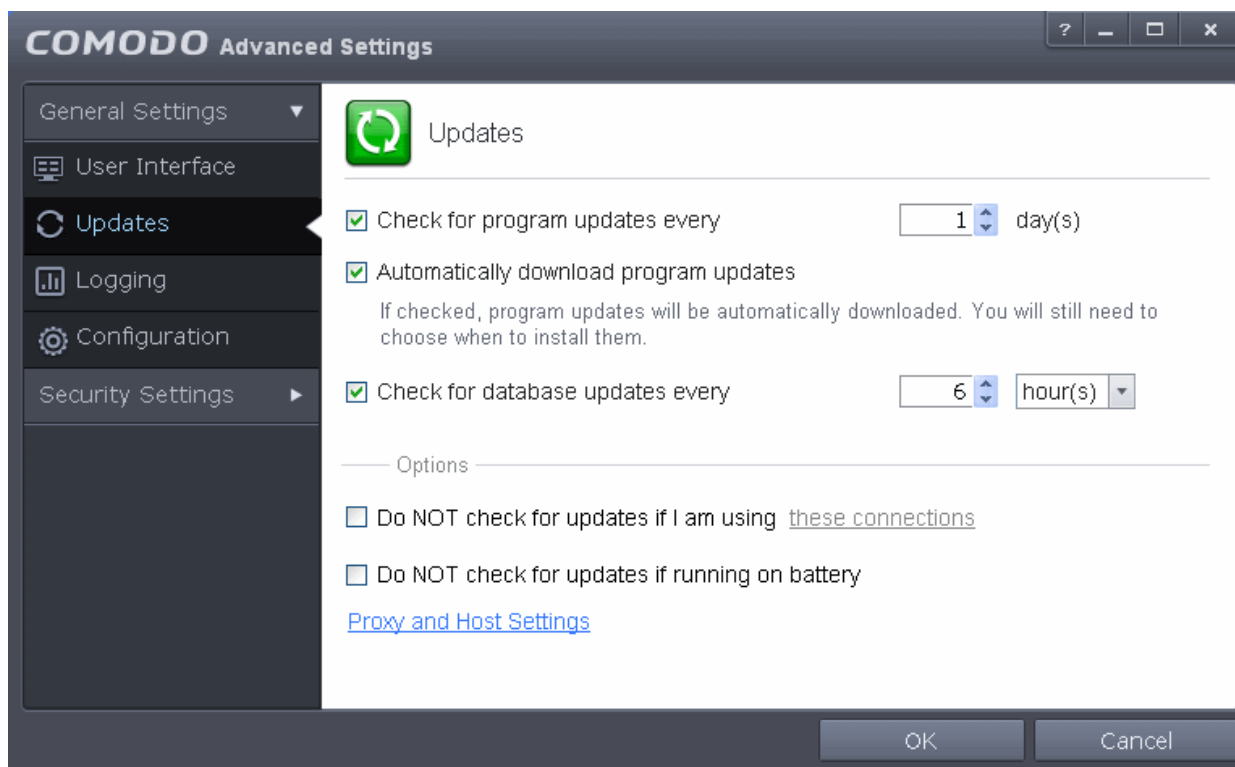 COMODO Advanced Settings
?
General Settings
User Interface
Updates
Logging
Configuration
Security Settings
Updates
Check for program updates every 1 day(s)
Automatically download program updates
If checked, program updates will be automatically downloaded. You will still need to
choose when to install them.
Check for database updates every 6 hour(s)
Options
Do NOT check for updates if I am using these connections
Do NOT check for updates if running on battery
Proxy and Host Settings
OK Cancel